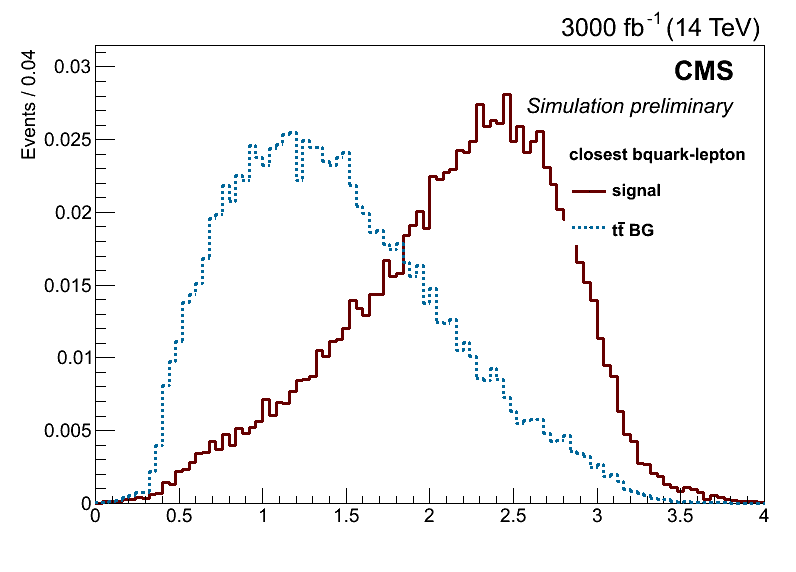 3000 fb-1 (14 TeV)
Events / 0.04
0.03
CMS
Simulation preliminary
0.025
closest bquark-lepton
signal
0.02
tt̄ BG
0.015
0.01
0.005
0
0 0.5 1 1.5 2 2.5 3 3.5 4